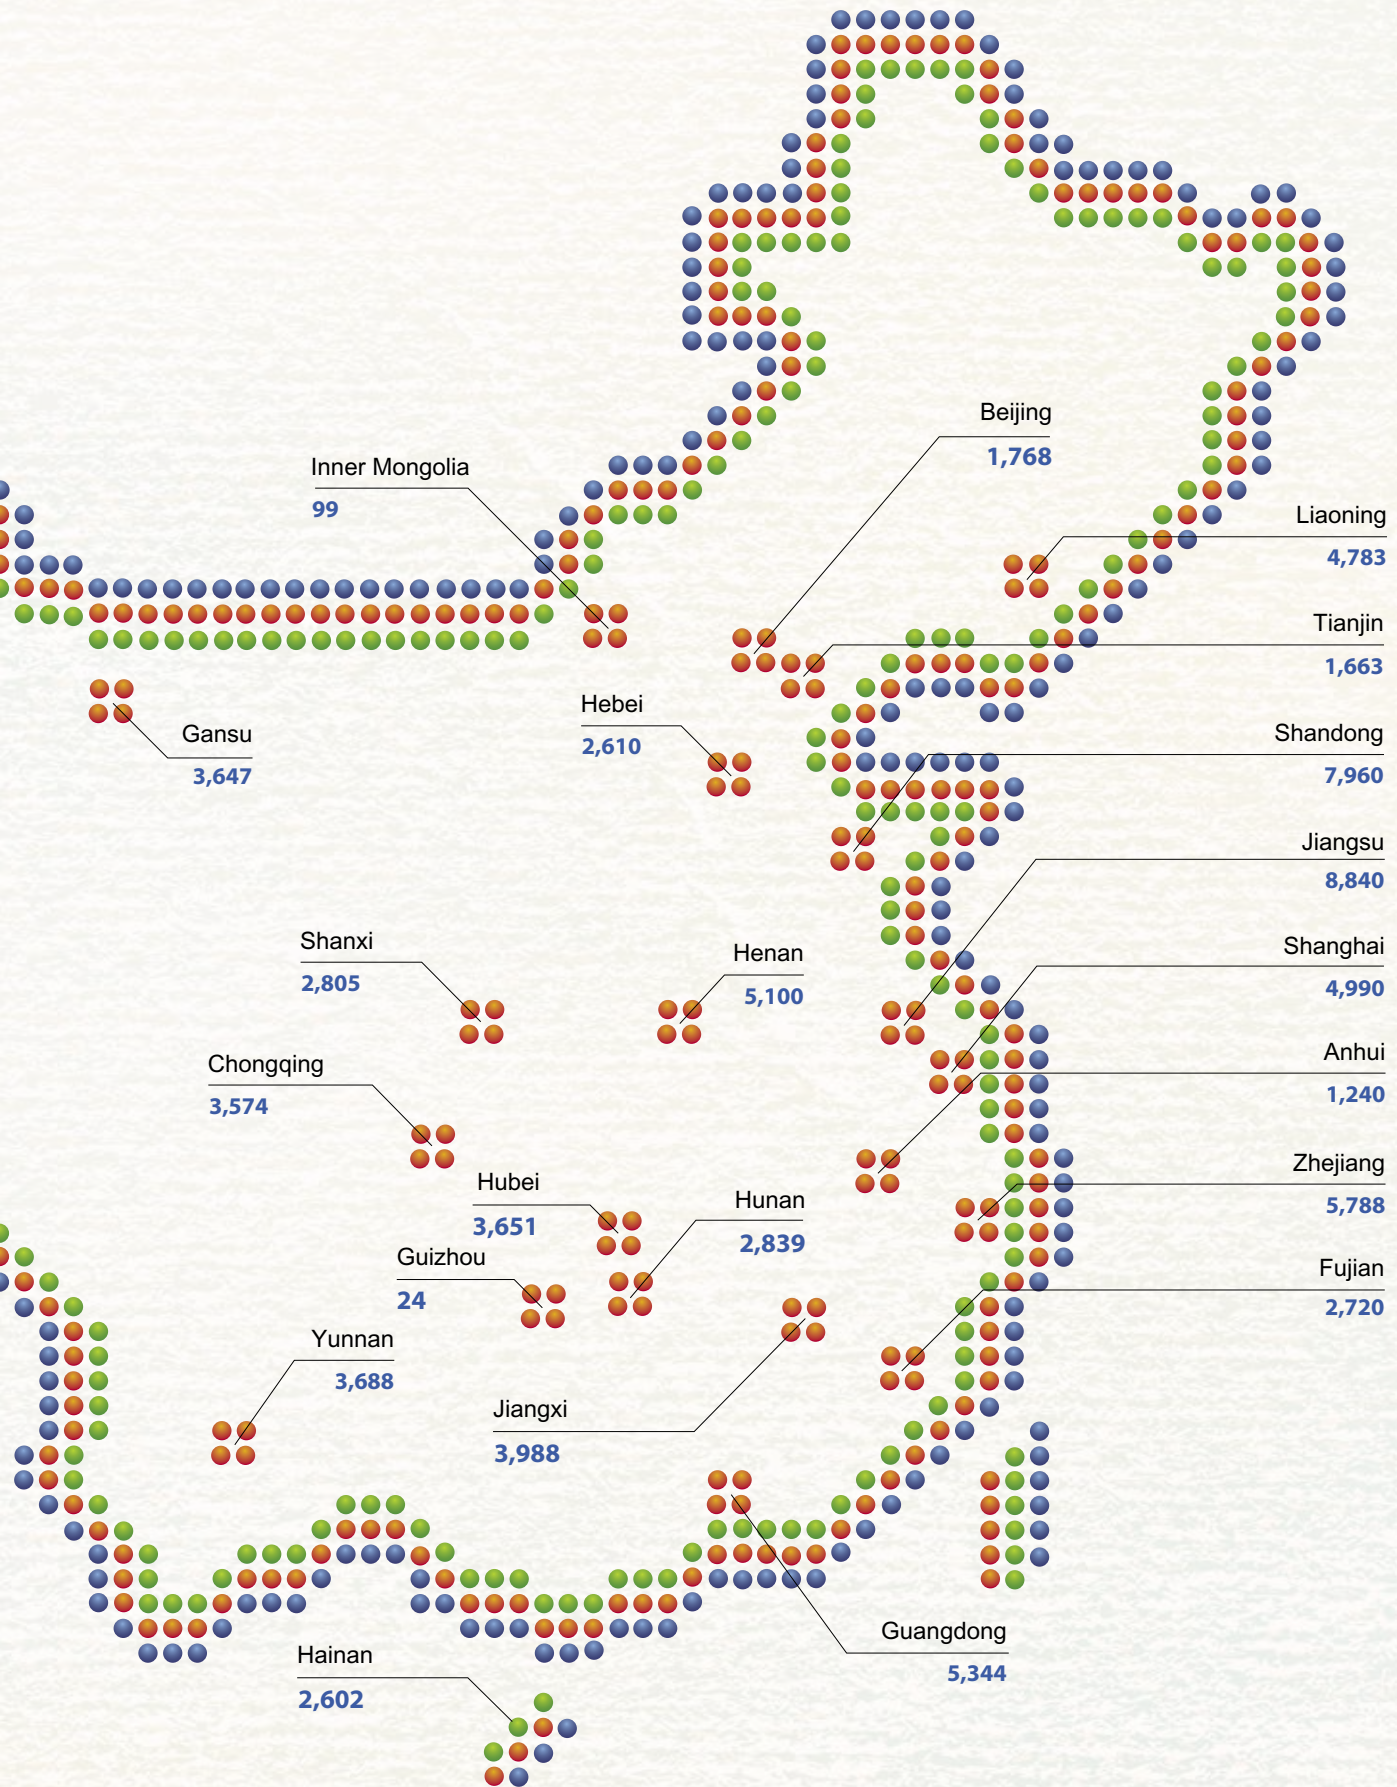 Beijing
1,768
Inner Mongolia
99
Liaoning
4,783
Tianjin
1,663
Hebei
2,610
Gansu
3,647
Shandong
7,960
Jiangsu
8,840
Shanxi
2,805
Henan
5,100
Shanghai
4,990
Chongqing
3,574
Anhui
1,240
Hubei
3,651
Hunan
2,839
Zhejiang
5,788
Guizhou
24
Fujian
2,720
Yunnan
3,688
Jiangxi
3,988
Guangdong
5,344
Hainan
2,602